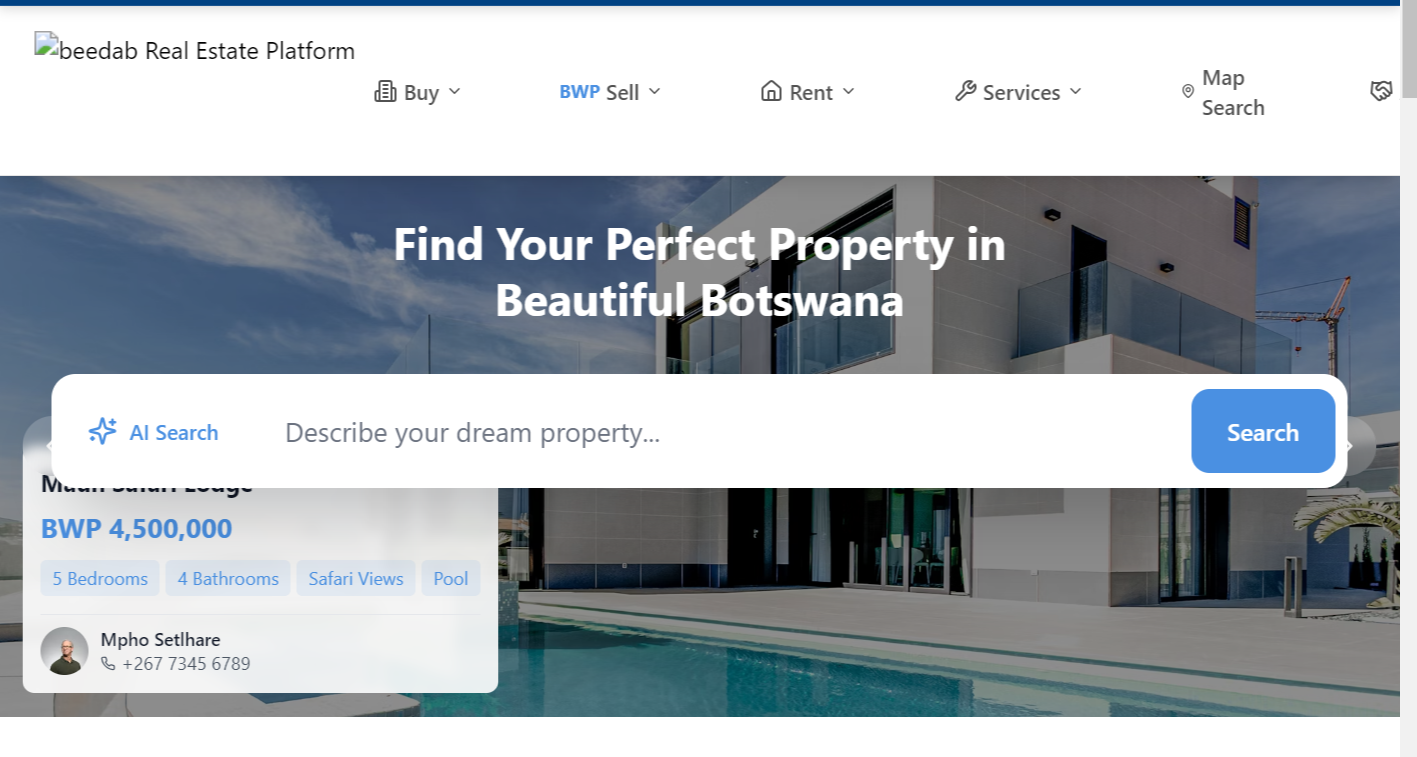 beedab Real Estate Platform
Buy
BWP Sell
Rent
Services
Map
Search
Find Your Perfect Property in
Beautiful Botswana
AI Search
Describe your dream property...
Search
Maun Safari Lodge
BWP 4,500,000
5 Bedrooms
4 Bathrooms
Safari Views
Pool
Mpho Setlhare
+267 7345 6789